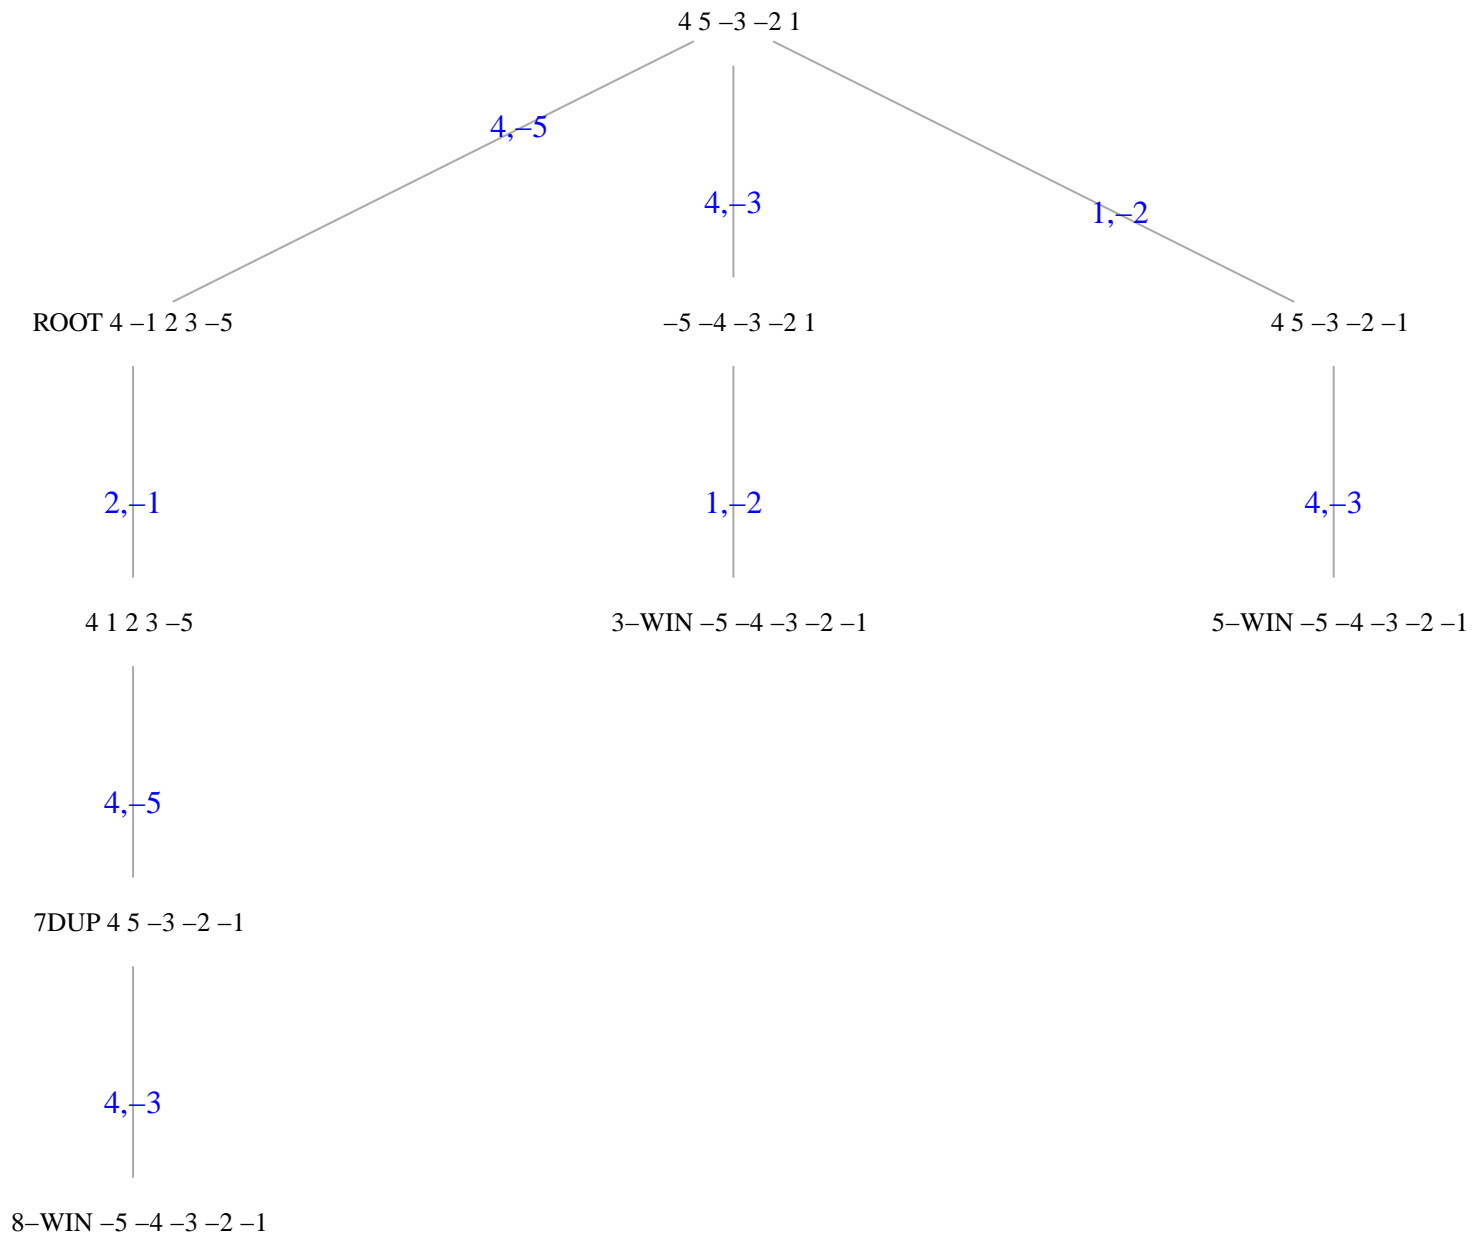 4 5 –3 –2 1
4,–5
4,–3
1,–2
ROOT 4 –1 2 3 –5
–5 –4 –3 –2 1
4 5 –3 –2 –1
2,–1
1,–2
4,–3
4 1 2 3 –5
3–WIN –5 –4 –3 –2 –1
5–WIN –5 –4 –3 –2 –1
4,–5
7DUP 4 5 –3 –2 –1
4,–3
8–WIN –5 –4 –3 –2 –1